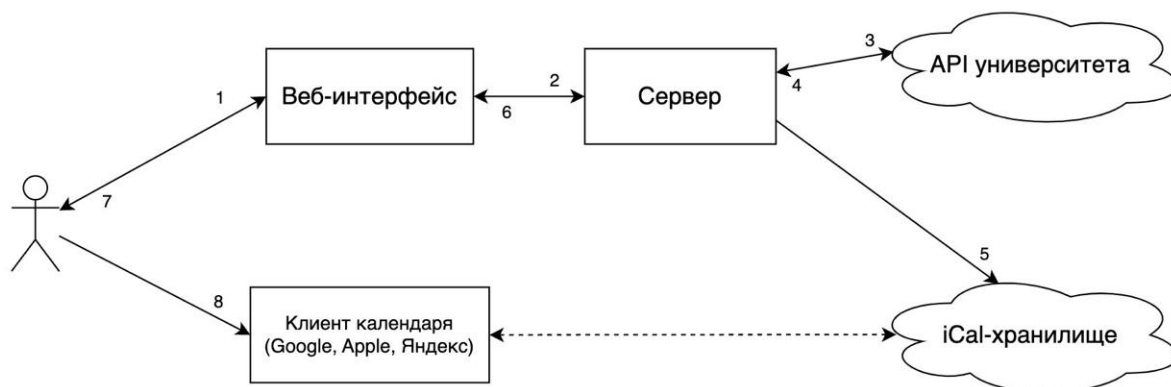 3
API университета
1
2
Веб-интерфейс
Сервер
4
6
7
5
8
Клиент календаря
(Google, Apple, Яндекс)
iCal-хранилище